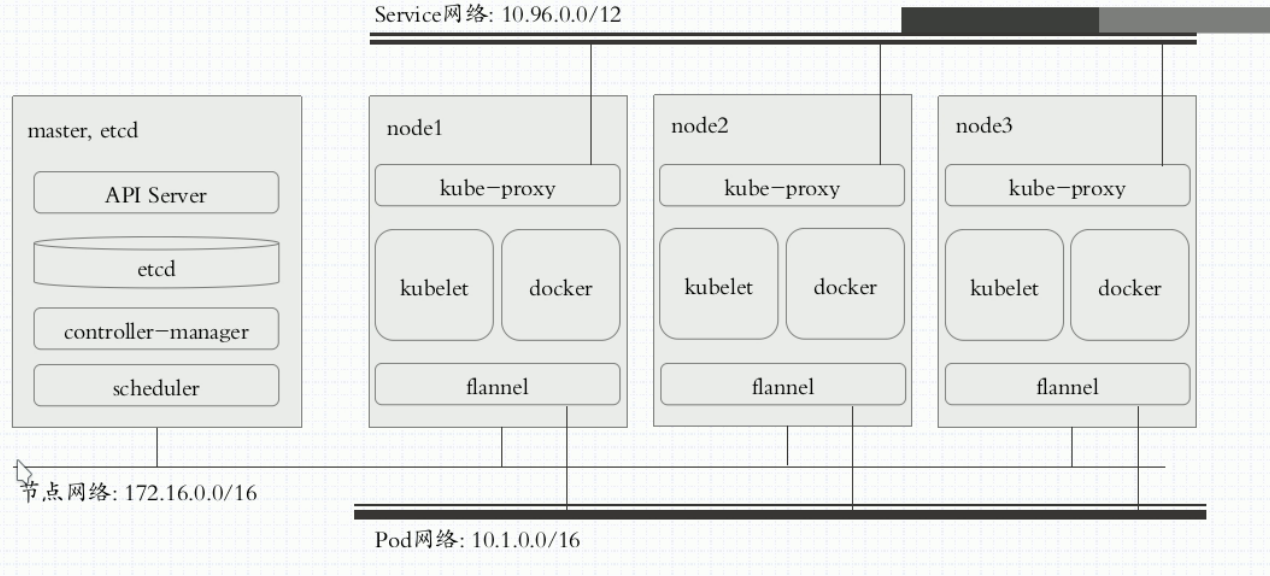 Service网络: 10.96.0.0/12
master, etcd
API Server
etcd
controller-manager
scheduler
node1
kube-proxy
kubelet
docker
flannel
node2
kube-proxy
kubelet
docker
flannel
node3
kube-proxy
kubelet
docker
flannel
节点网络: 172.16.0.0/16
Pod网络: 10.1.0.0/16